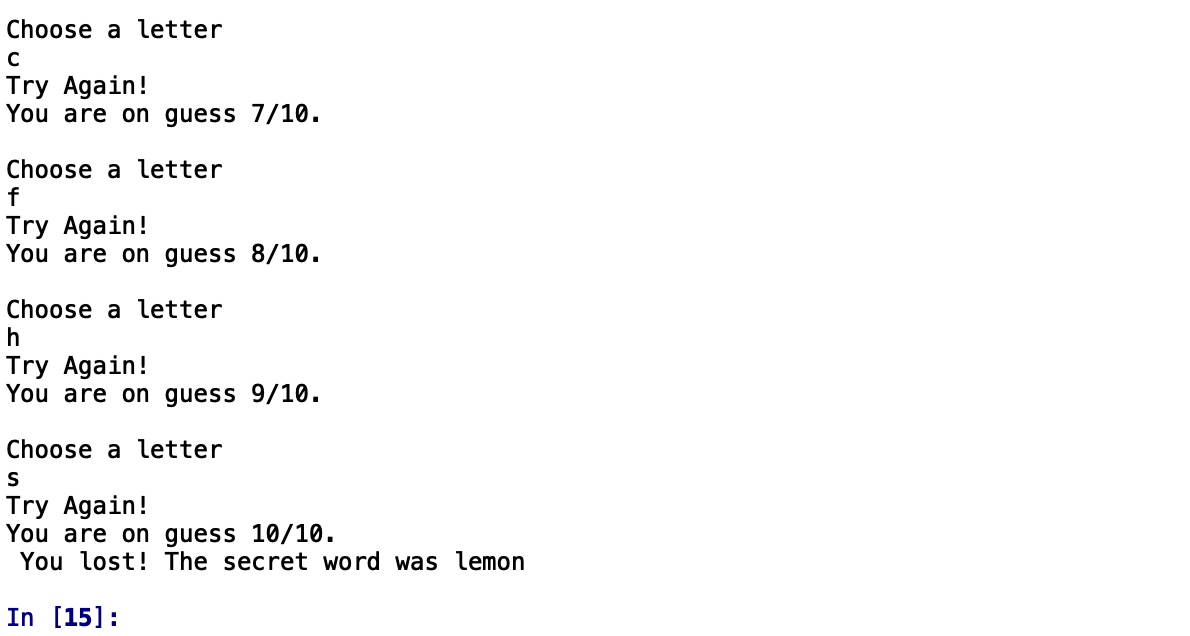 Choose a letter
c
Try Again!
You are on guess 7/10.
Choose a letter
f
Try Again!
You are on guess 8/10.
Choose a letter
h
Try Again!
You are on guess 9/10.
Choose a letter
s
Try Again!
You are on guess 10/10.
You lost! The secret word was lemon
In [15]: